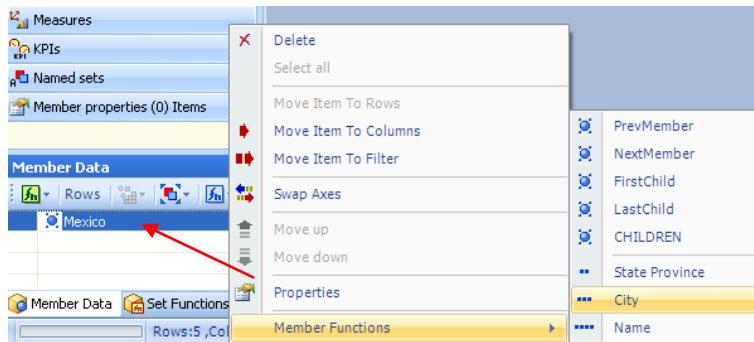 Measures
KPIs
Named sets
Member properties (0) Items
Member Data
Rows
Mexico
Member Data
Set Functions
Rows:5 ,Col
Delete
Select all
Move Item To Rows
Move Item To Columns
Move Item To Filter
Swap Axes
Move up
Move down
Properties
Member Functions
PrevMember
NextMember
FirstChild
LastChild
CHILDREN
State Province
City
Name